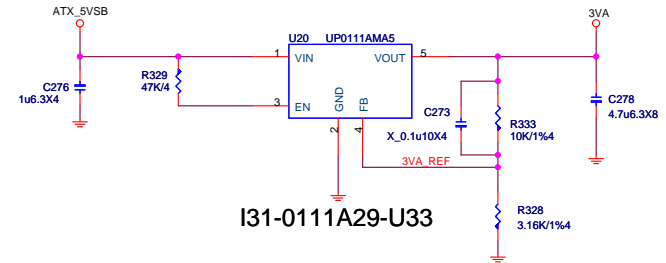 ATX_5VSB
3VA
U20 UP0111AMA5
1 VIN VOUT 5
R329
47K/4
C276
1u6.3X4
3 EN
GND
FB
2
4
C273
X_0.1u10X4
R333
10K/1%4
C278
4.7u6.3X8
3VA_REF
I31-0111A29-U33
R328
3.16K/1%4